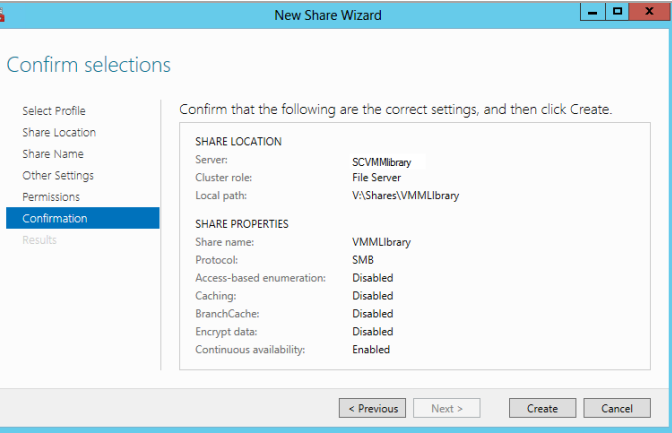 New Share Wizard
Confirm selections
Select Profile
Share Location
Share Name
Other Settings
Permissions
Confirmation
Results
Confirm that the following are the correct settings, and then click Create.
SHARE LOCATION
Server: SCVMMlibrary
Cluster role: File Server
Local path: V:\Shares\VMMLIbrary
SHARE PROPERTIES
Share name: VMMLIbrary
Protocol: SMB
Access-based enumeration: Disabled
Caching: Disabled
BranchCache: Disabled
Encrypt data: Disabled
Continuous availability: Enabled
< Previous Next > Create Cancel